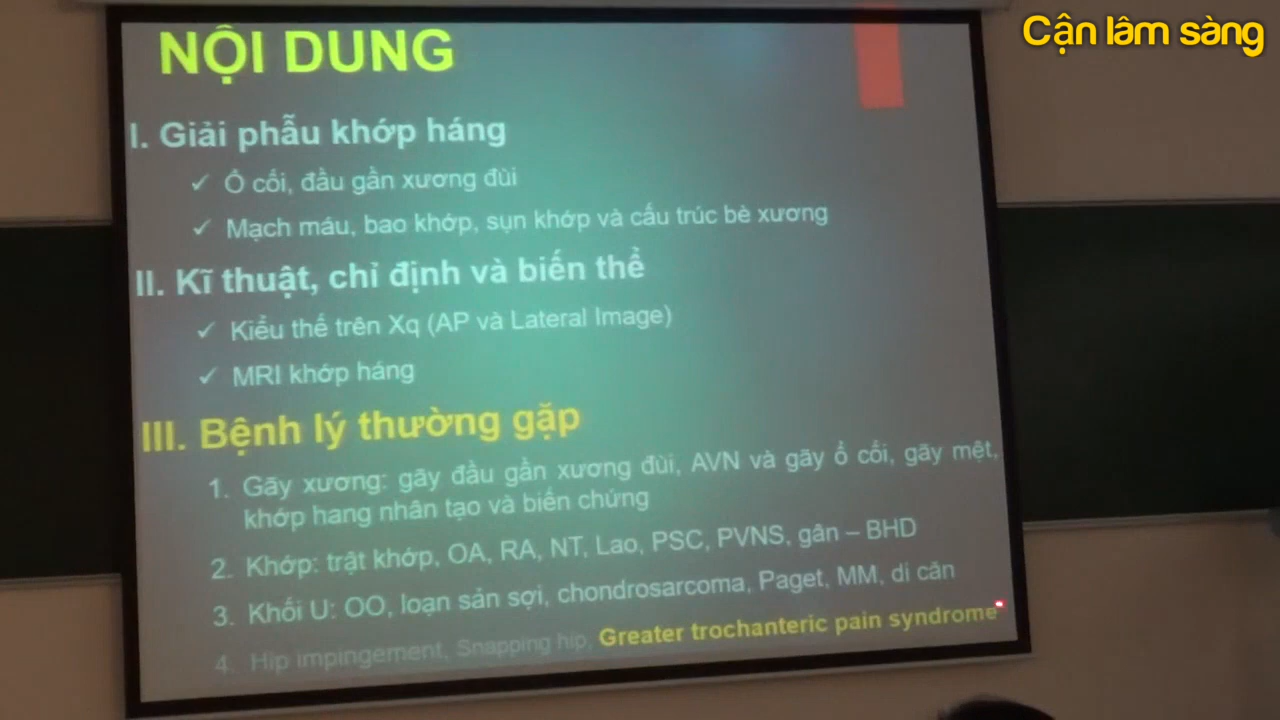 Cận lâm sàng
NỘI DUNG
I. Giải phẫu khớp háng
✓ Ổ cối, đầu gần xương đùi
✓ Mạch máu, bao khớp, sụn khớp và cấu trúc bè xương
II. Kĩ thuật, chỉ định và biến thể
✓ Kiểu thế trên Xq (AP và Lateral Image)
✓ MRI khớp háng
III. Bệnh lý thường gặp
1. Gãy xương: gãy đầu gần xương đùi, AVN và gãy ổ cối, gãy mệt,
khớp hang nhân tạo và biến chứng
2. Khớp: trật khớp, OA, RA, NT, Lao, PSC, PVNS, gân – BHD
3. Khối U: OO, loạn sản sợi, chondrosarcoma, Paget, MM, di căn
4. Hip impingement, Snapping hip, Greater trochanteric pain syndrome